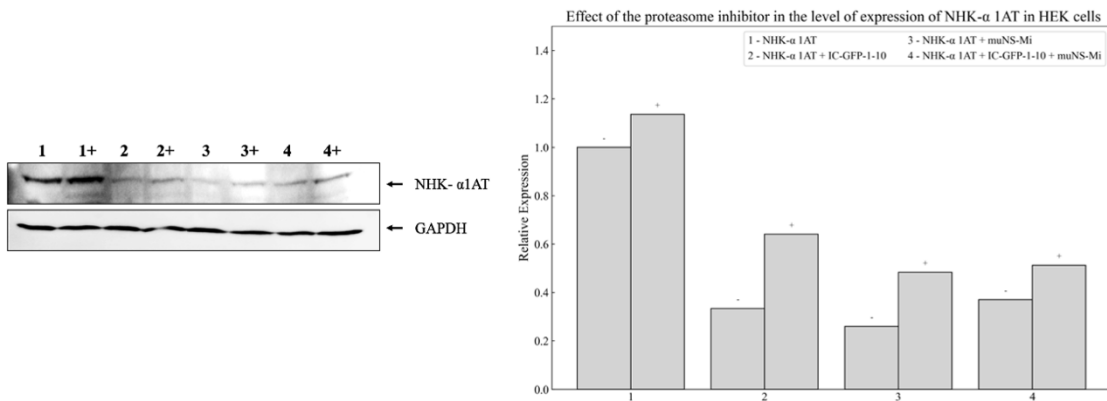 1 1+ 2 2+ 3 3+ 4 4+
NHK- α1AT
GAPDH
Effect of the proteasome inhibitor in the level of expression of NHK-α 1AT in HEK cells
1 - NHK-α 1AT
2 - NHK-α 1AT + IC-GFP-1-10
3 - NHK-α 1AT + muNS-Mi
4 - NHK-α 1AT + IC-GFP-1-10 + muNS-Mi
Relative Expression
1.4
1.2
1.0
0.8
0.6
0.4
0.2
0.0
- +
- +
- +
- +
1 2 3 4